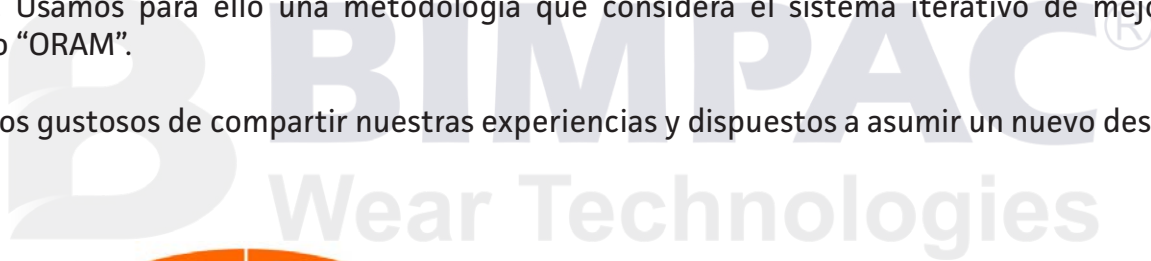 Usamos para ello una metodología que considera el sistema iterativo de mejo
o “ORAM”.
os gustosos de compartir nuestras experiencias y dispuestos a asumir un nuevo des
BIMPAC®
Wear Technologies